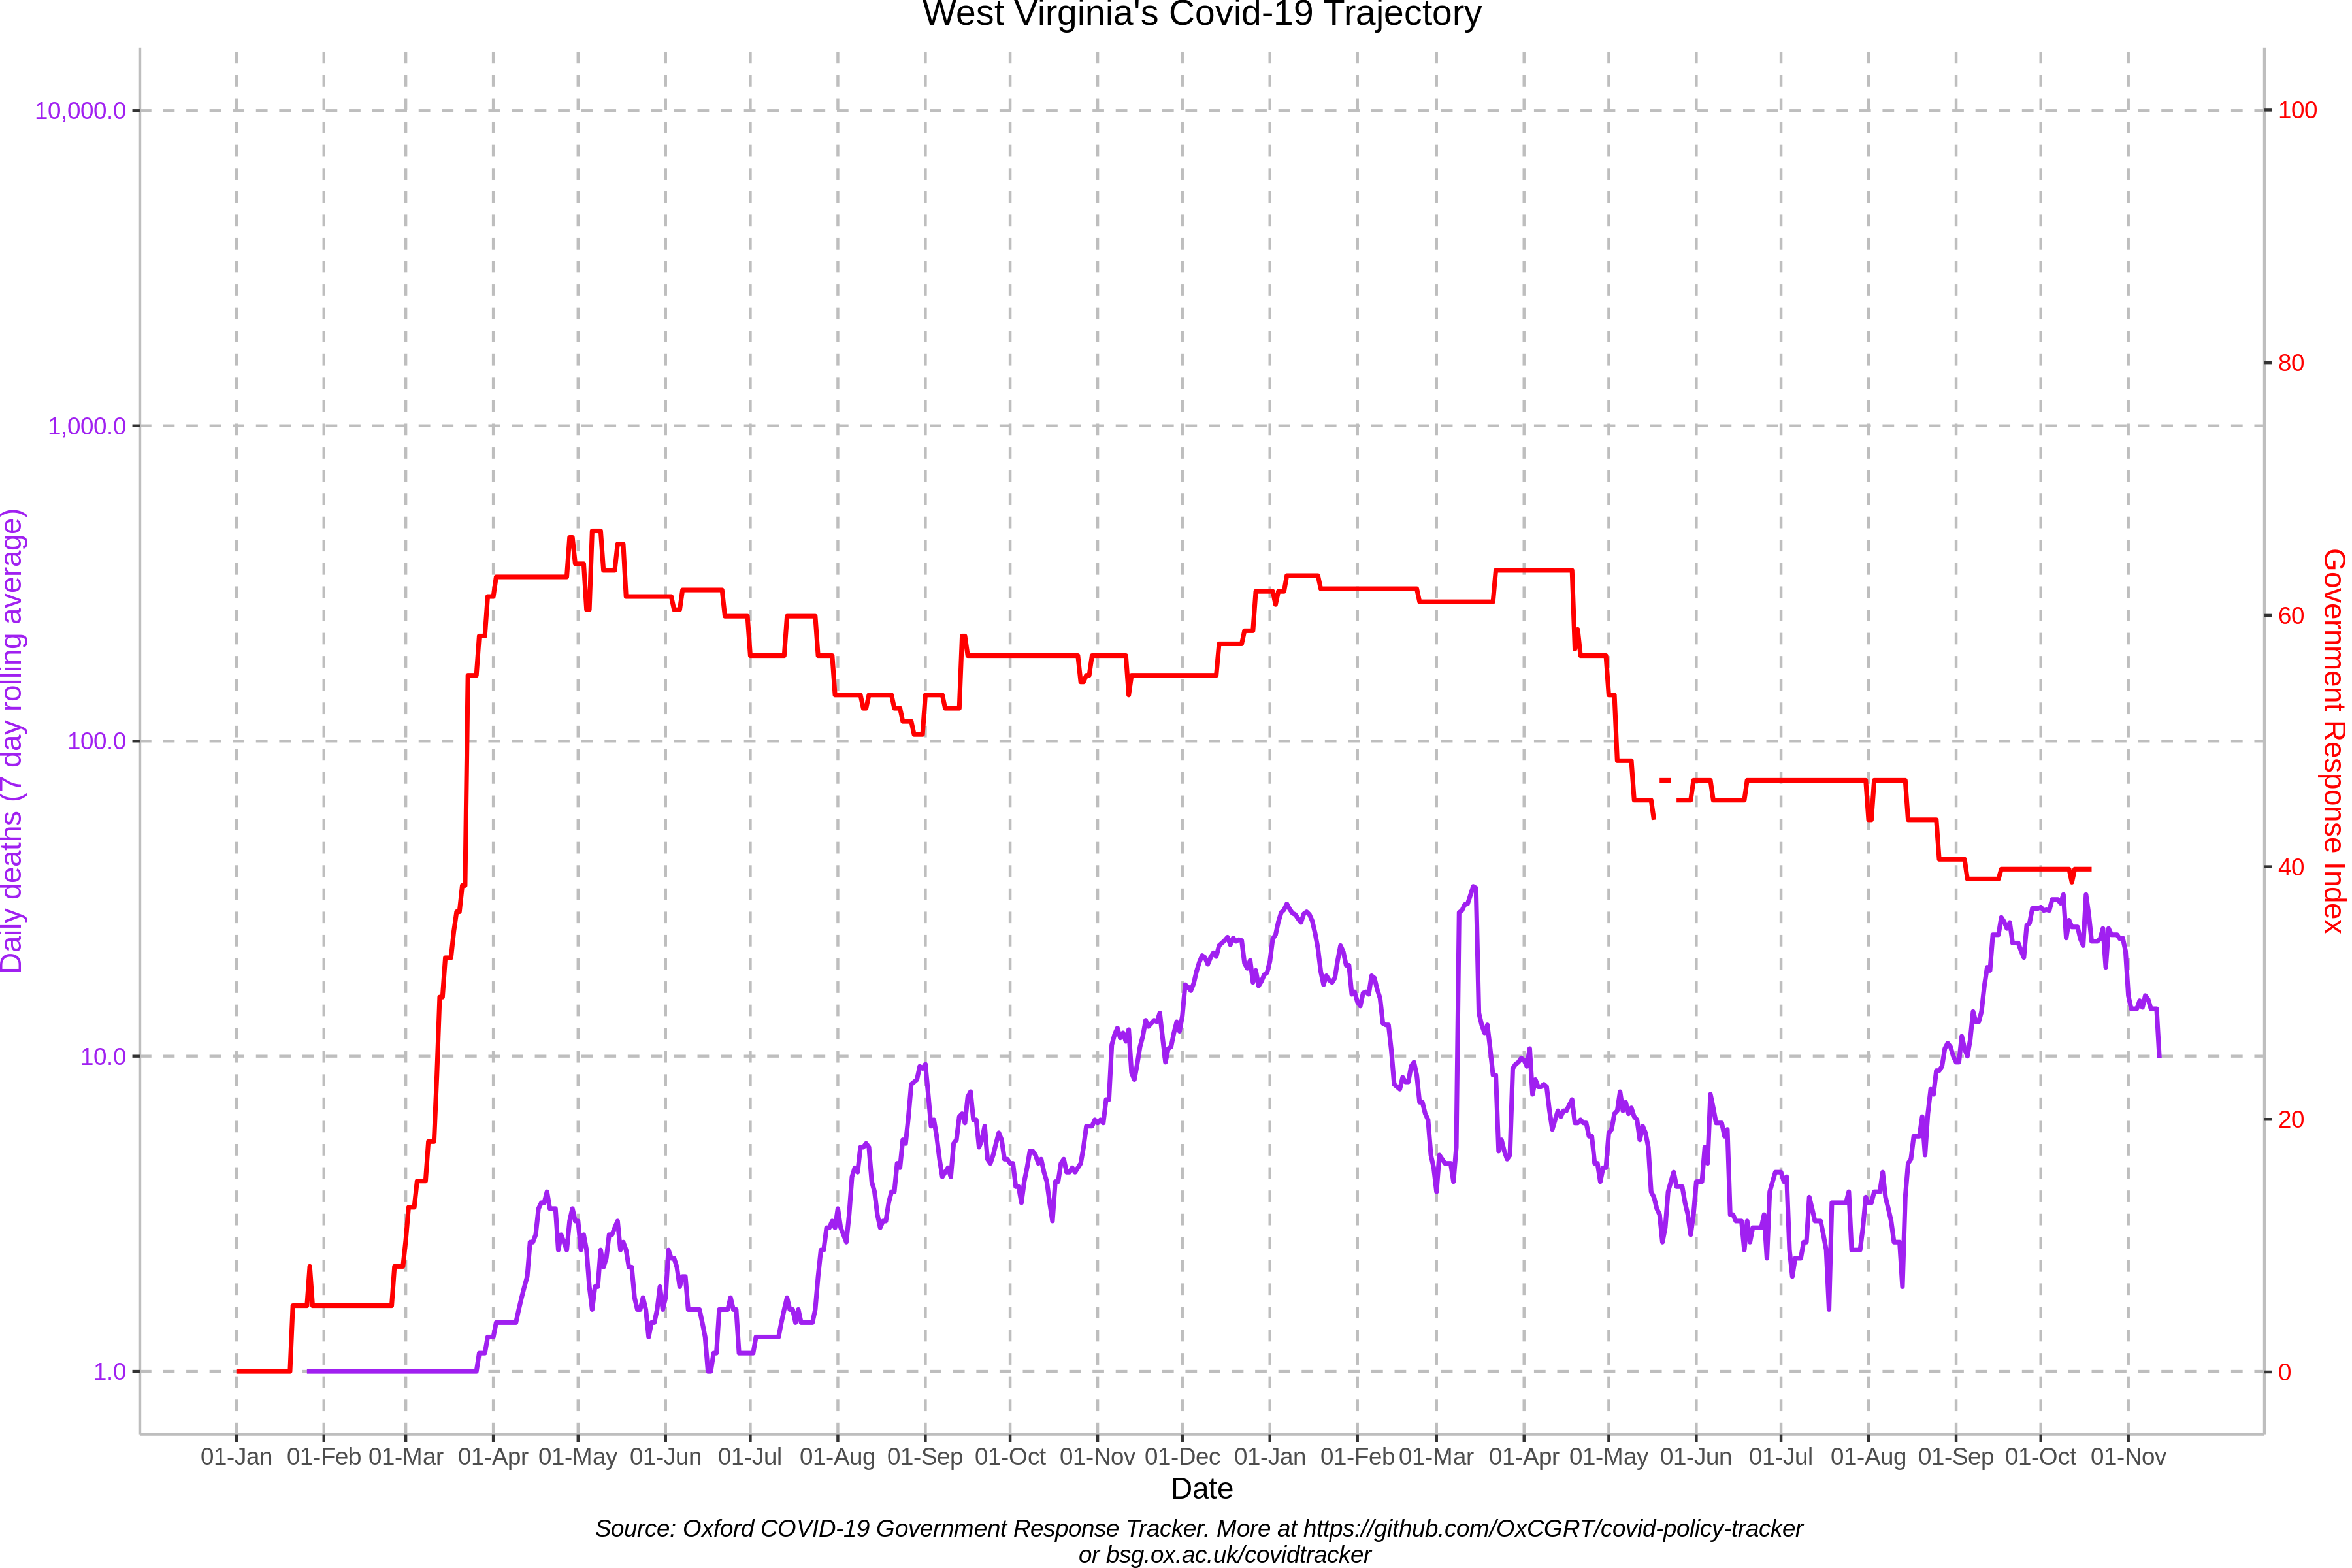 West Virginia's Covid-19 Trajectory
10,000.0
1,000.0
100.0
10.0
1.0
Daily deaths (7 day rolling average)
100
80
60
40
20
0
Government Response Index
01-Jan 01-Feb 01-Mar 01-Apr 01-May 01-Jun 01-Jul 01-Aug 01-Sep 01-Oct 01-Nov 01-Dec 01-Jan 01-Feb 01-Mar 01-Apr 01-May 01-Jun 01-Jul 01-Aug 01-Sep 01-Oct 01-Nov
Date
Source: Oxford COVID-19 Government Response Tracker. More at https://github.com/OxCGRT/covid-policy-tracker
or bsg.ox.ac.uk/covidtracker